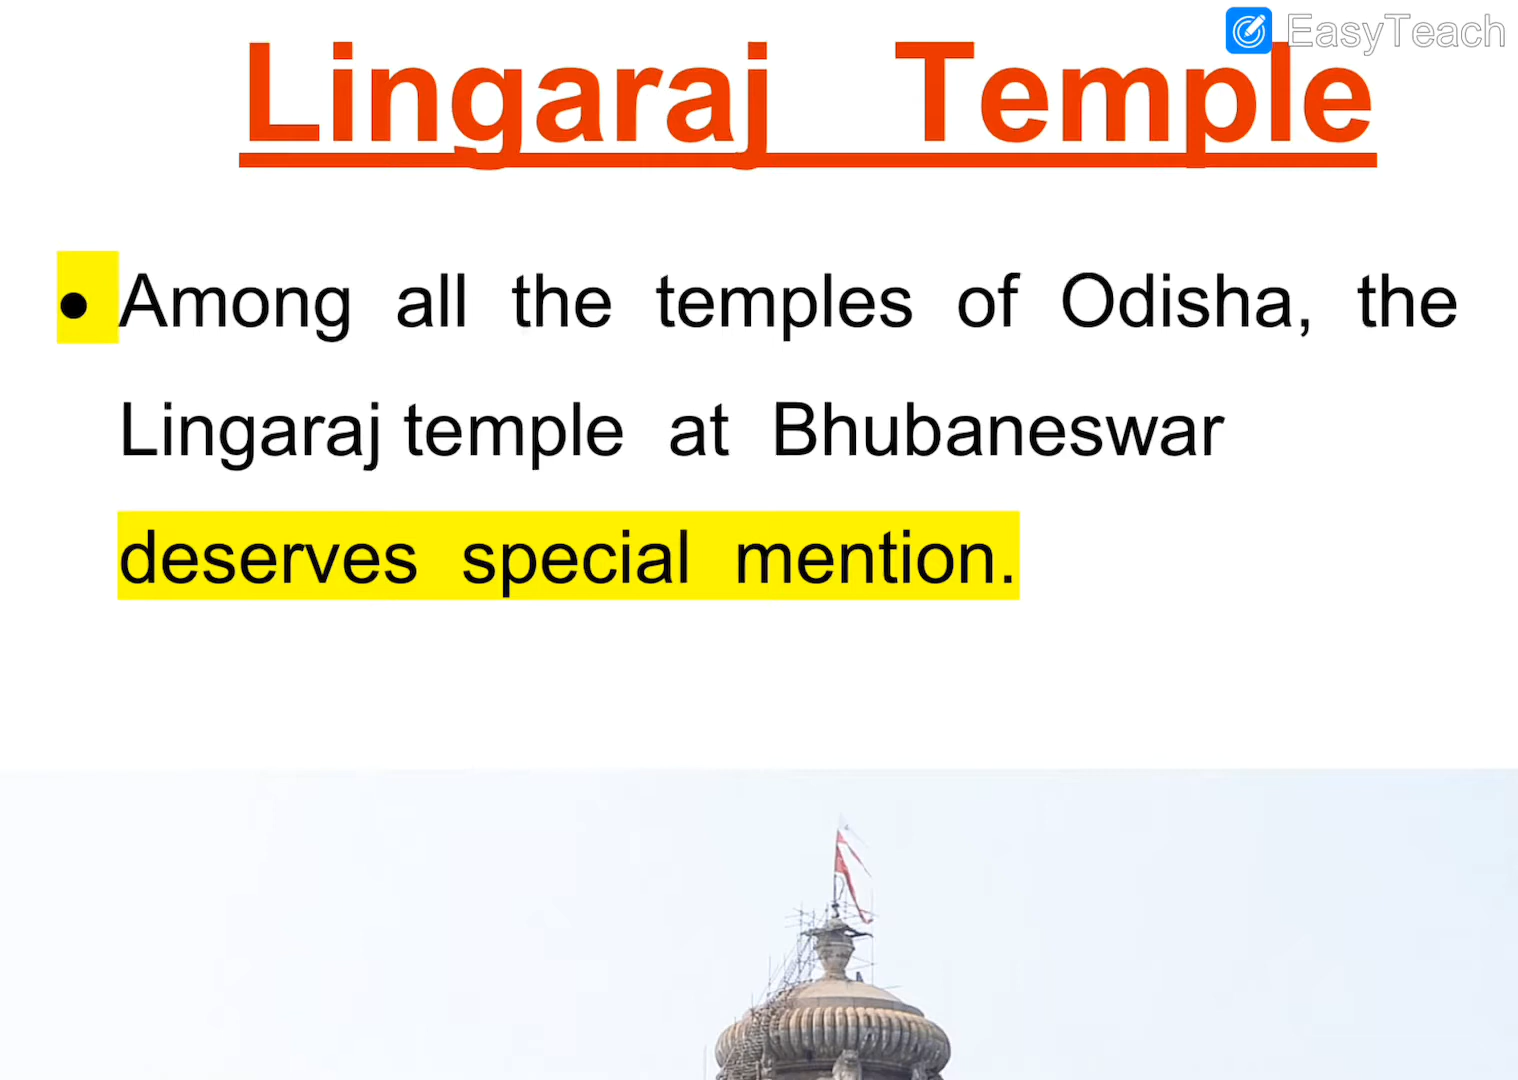 EasyTeach
Lingaraj Temple
• Among all the temples of Odisha, the
Lingaraj temple at Bhubaneswar
deserves special mention.